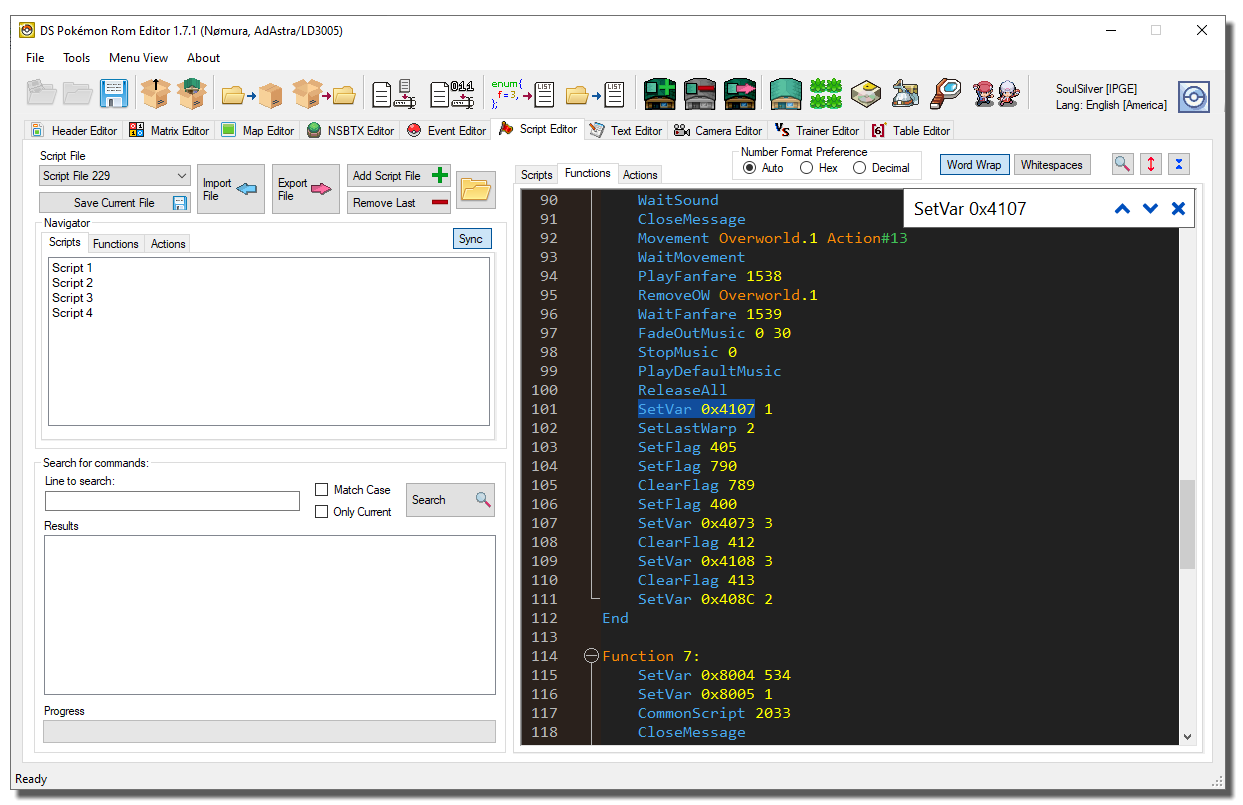 DS Pokémon Rom Editor 1.7.1 (Nømura, AdAstra/LD3005)
File Tools Menu View About
enum{
f=3,
};
LIST
LIST
011
SoulSilver [IPGE]
Lang: English [America]
Header Editor Matrix Editor Map Editor NSBTX Editor Event Editor Script Editor Text Editor Camera Editor VS Trainer Editor [6] Table Editor
Script File
Script File 229
Import File
Export File
Add Script File
Save Current File
Remove Last
Navigator
Scripts Functions Actions
Sync
Script 1
Script 2
Script 3
Script 4
Search for commands:
Line to search:
Match Case
Only Current
Search
Results
Progress
Number Format Preference
Auto Hex Decimal
Word Wrap Whitespaces
Scripts Functions Actions
SetVar 0x4107
90 WaitSound
91 CloseMessage
92 Movement Overworld.1 Action#13
93 WaitMovement
94 PlayFanfare 1538
95 RemoveOW Overworld.1
96 WaitFanfare 1539
97 FadeOutMusic 0 30
98 StopMusic 0
99 PlayDefaultMusic
100 ReleaseAll
101 SetVar 0x4107 1
102 SetLastWarp 2
103 SetFlag 405
104 SetFlag 790
105 ClearFlag 789
106 SetFlag 400
107 SetVar 0x4073 3
108 ClearFlag 412
109 SetVar 0x4108 3
110 ClearFlag 413
111 SetVar 0x408C 2
112 End
113
114 Function 7:
115 SetVar 0x8004 534
116 SetVar 0x8005 1
117 CommonScript 2033
118 CloseMessage
Ready